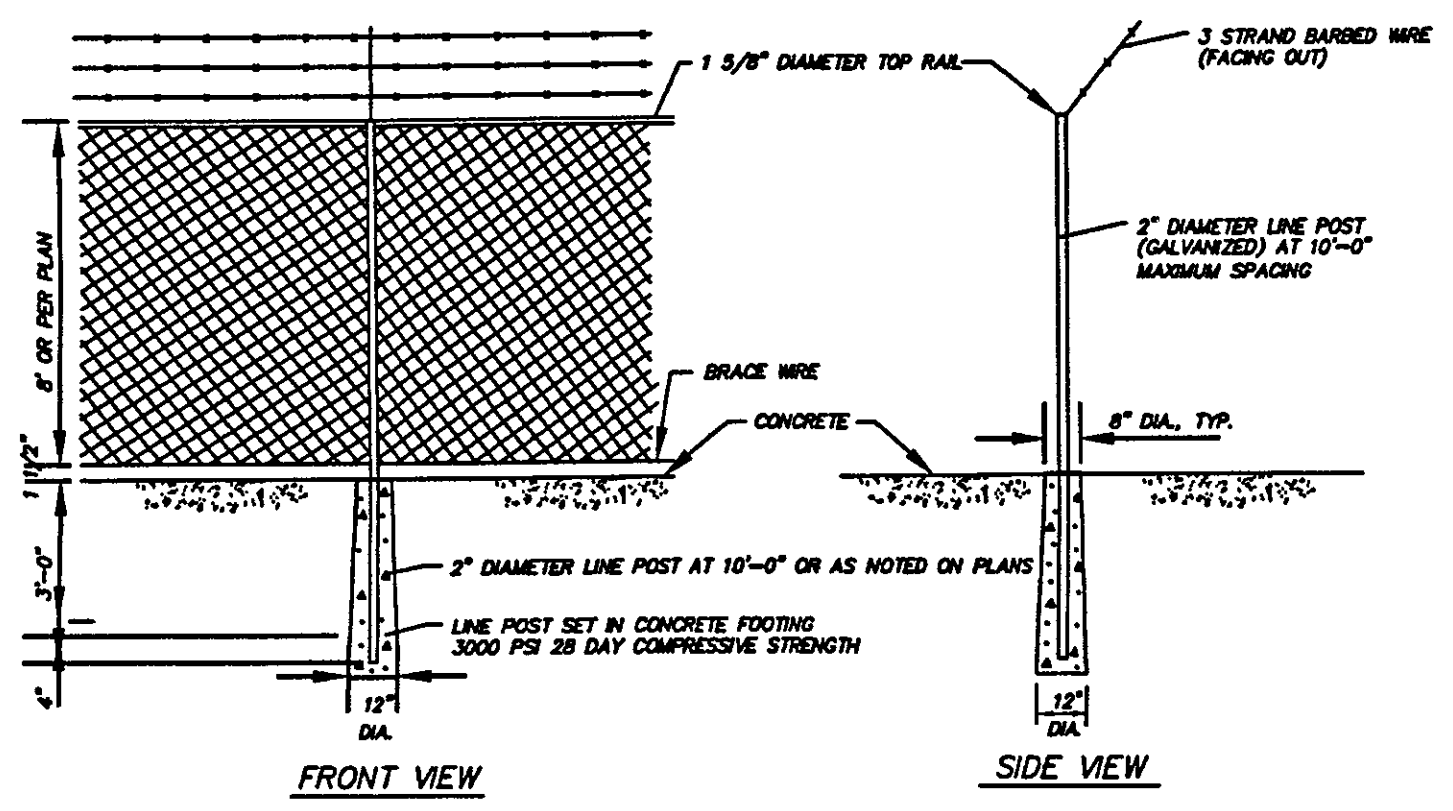 3 STRAND BARBED WIRE
(FACING OUT)
1 5/8" DIAMETER TOP RAIL
2" DIAMETER LINE POST
(GALVANIZED) AT 10'-0"
MAXIMUM SPACING
8' OR PER PLAN
BRACE WIRE
CONCRETE
8" DIA., TYP.
1 1/2"
3'-0"
2" DIAMETER LINE POST AT 10'-0" OR AS NOTED ON PLANS
LINE POST SET IN CONCRETE FOOTING
3000 PSI 28 DAY COMPRESSIVE STRENGTH
4"
12"
DIA.
12"
DIA.
FRONT VIEW
SIDE VIEW